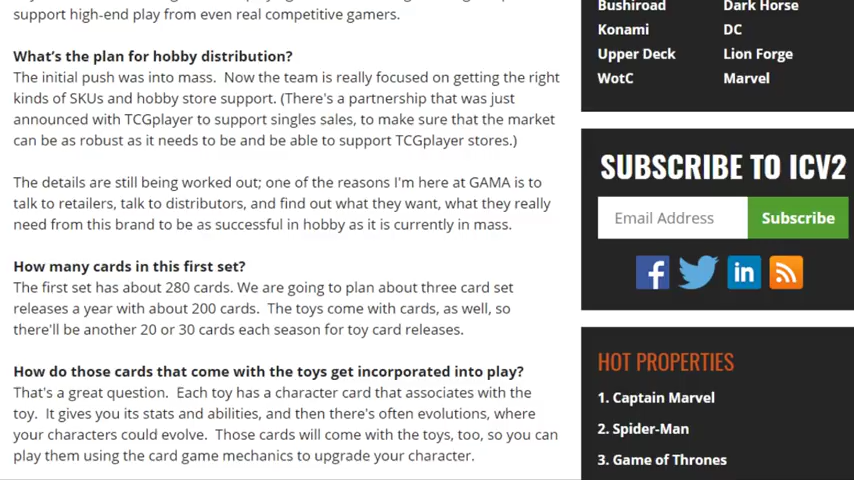 support high-end play from even real competitive gamers.
What's the plan for hobby distribution?
The initial push was into mass.  Now the team is really focused on getting the right
kinds of SKUs and hobby store support. (There's a partnership that was just
announced with TCGplayer to support singles sales, to make sure that the market
can be as robust as it needs to be and be able to support TCGplayer stores.)
The details are still being worked out; one of the reasons I'm here at GAMA is to
talk to retailers, talk to distributors, and find out what they want, what they really
need from this brand to be as successful in hobby as it is currently in mass.
How many cards in this first set?
The first set has about 280 cards. We are going to plan about three card set
releases a year with about 200 cards.  The toys come with cards, as well, so
there'll be another 20 or 30 cards each season for toy card releases.
How do those cards that come with the toys get incorporated into play?
That's a great question.  Each toy has a character card that associates with the
toy.  It gives you its stats and abilities, and then there's often evolutions, where
your characters could evolve.  Those cards will come with the toys, too, so you can
play them using the card game mechanics to upgrade your character.
Bushiroad Dark Horse
Konami DC
Upper Deck Lion Forge
WotC Marvel
SUBSCRIBE TO ICV2
Email Address Subscribe
HOT PROPERTIES
1. Captain Marvel
2. Spider-Man
3. Game of Thrones